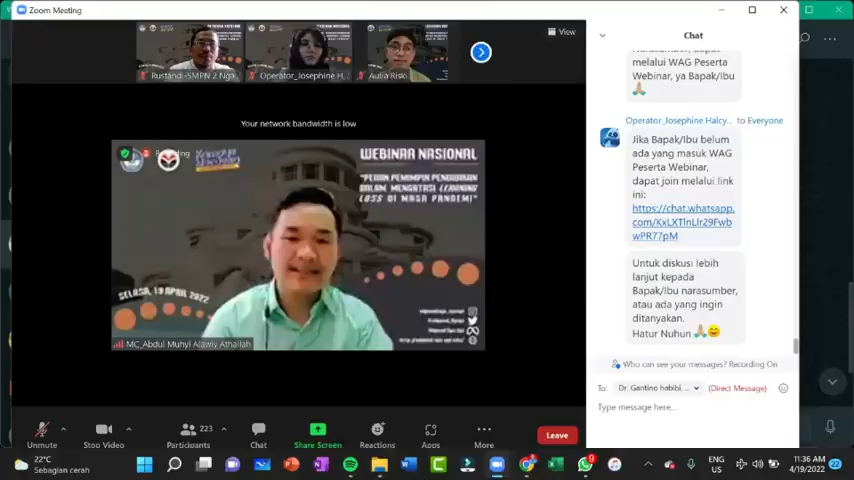 Zoom Meeting
View
Rustandi-SMPN 2 Nga
Operator_Josephine H...
Aulia Riski
Your network bandwidth is low
WEBINAR NASIONAL
"PERAN PEMIMPIN PENDIDIKAN
DALAM MENGATASI LEARNING
LOSS DI MASA PANDEMI"
SELASA, 19 APRIL 2022
MC_Abdul Muhyi Alawiy Athallah
Unmute
Stop Video
223
Participants
Chat
Share Screen
Reactions
Apps
More
Leave
Chat
melalui WAG Peserta
Webinar, ya Bapak/Ibu
🙏🏼
Operator_Josephine Halcy... to Everyone
Jika Bapak/Ibu belum
ada yang masuk WAG
Peserta Webinar,
dapat join melalui link
ini:
https://chat.whatsapp.
com/KxLXTlnLlr29Fwb
wPR77pM
Untuk diskusi lebih
lanjut kepada
Bapak/Ibu narasumber,
atau ada yang ingin
ditanyakan.
Hatur Nuhun 🙏🏼😊
Who can see your messages? Recording On
To: Dr. Gantino habibi, ... (Direct Message)
Type message here...
22°C
Sebagian cerah
9
ENG
US
11:36 AM
4/19/2022
22